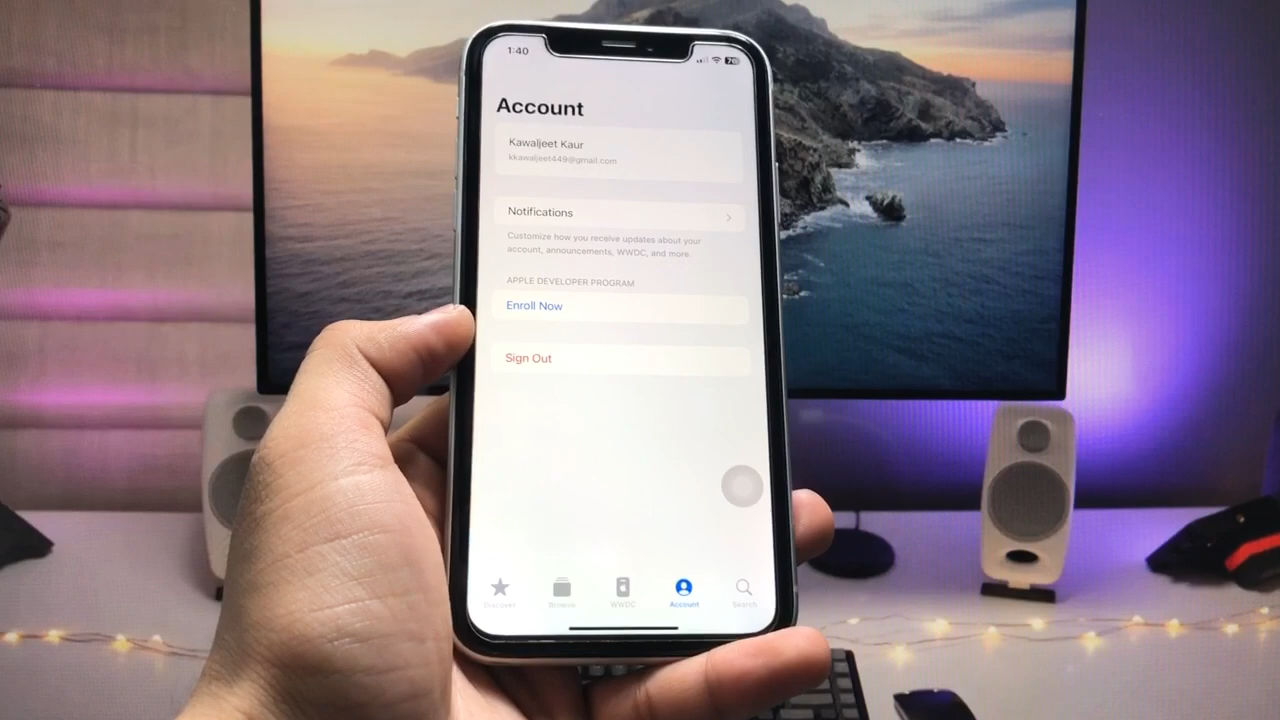 1:40
70
Account
Kawaljeet Kaur
kkawaljeet449@gmail.com
Notifications
Customize how you receive updates about your
account, announcements, WWDC, and more.
APPLE DEVELOPER PROGRAM
Enroll Now
Sign Out
Discover Browse WWDC Account Search